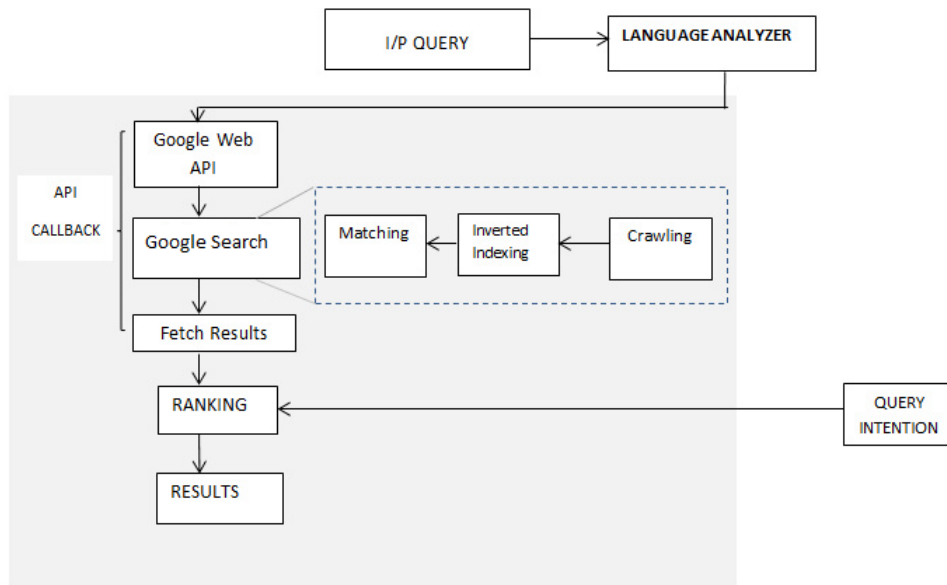 I/P QUERY
LANGUAGE ANALYZER
Google Web
API
API
CALLBACK
Google Search
Matching
Inverted
Indexing
Crawling
Fetch Results
RANKING
QUERY
INTENTION
RESULTS